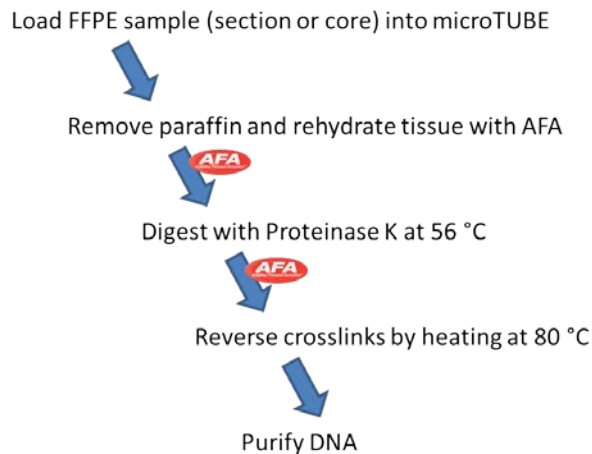 Load FFPE sample (section or core) into microTUBE
Remove paraffin and rehydrate tissue with AFA
AFA
Digest with Proteinase K at 56 °C
AFA
Reverse crosslinks by heating at 80 °C
Purify DNA